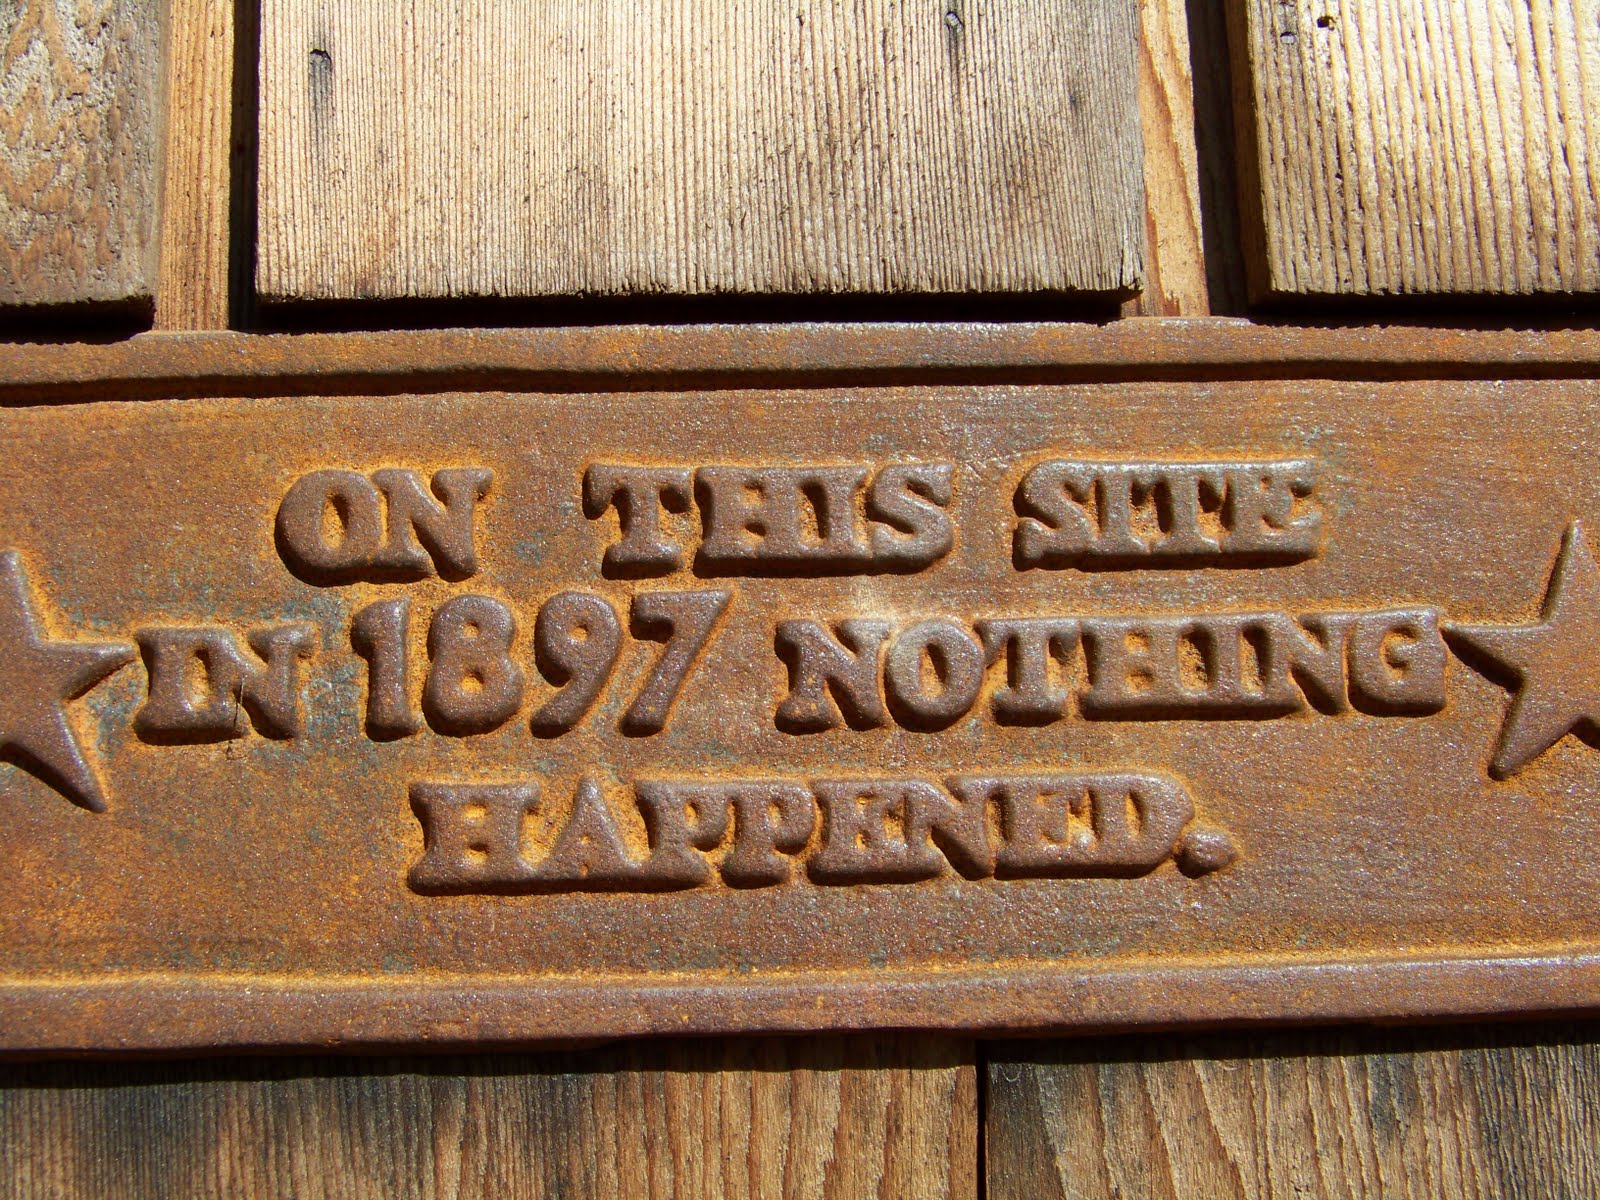 ON THIS SITE
IN 1897 NOTHING
HAPPENED.